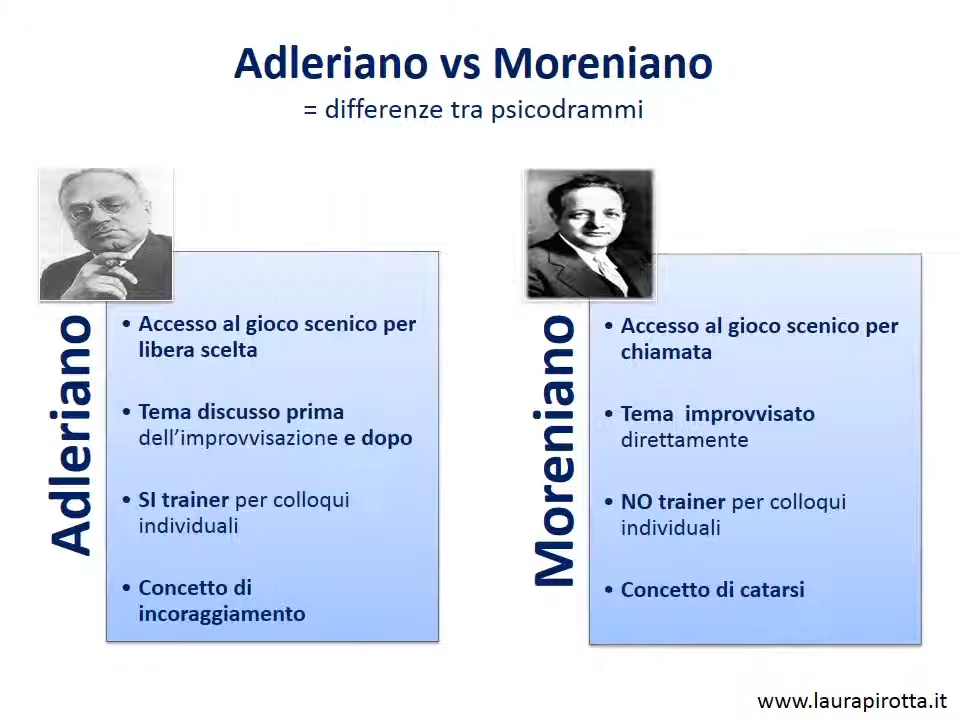 Adleriano vs Moreniano
= differenze tra psicodrammi
Adleriano
• Accesso al gioco scenico per
libera scelta
• Tema discusso prima
dell'improvvisazione e dopo
• SI trainer per colloqui
individuali
• Concetto di
incoraggiamento
Moreniano
• Accesso al gioco scenico per
chiamata
• Tema  improvvisato
direttamente
• NO trainer per colloqui
individuali
• Concetto di catarsi
www.laurapirotta.it